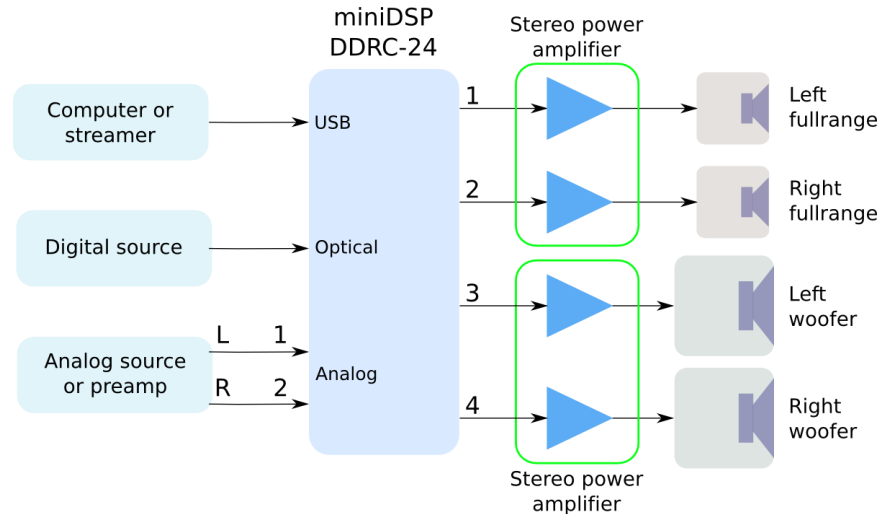 miniDSP
DDRC-24
Stereo power
amplifier
Computer or
streamer
USB
1
Left
fullrange
2
Right
fullrange
Digital source
Optical
3
Left
woofer
Analog source
or preamp
L 1
R 2
Analog
4
Right
woofer
Stereo power
amplifier